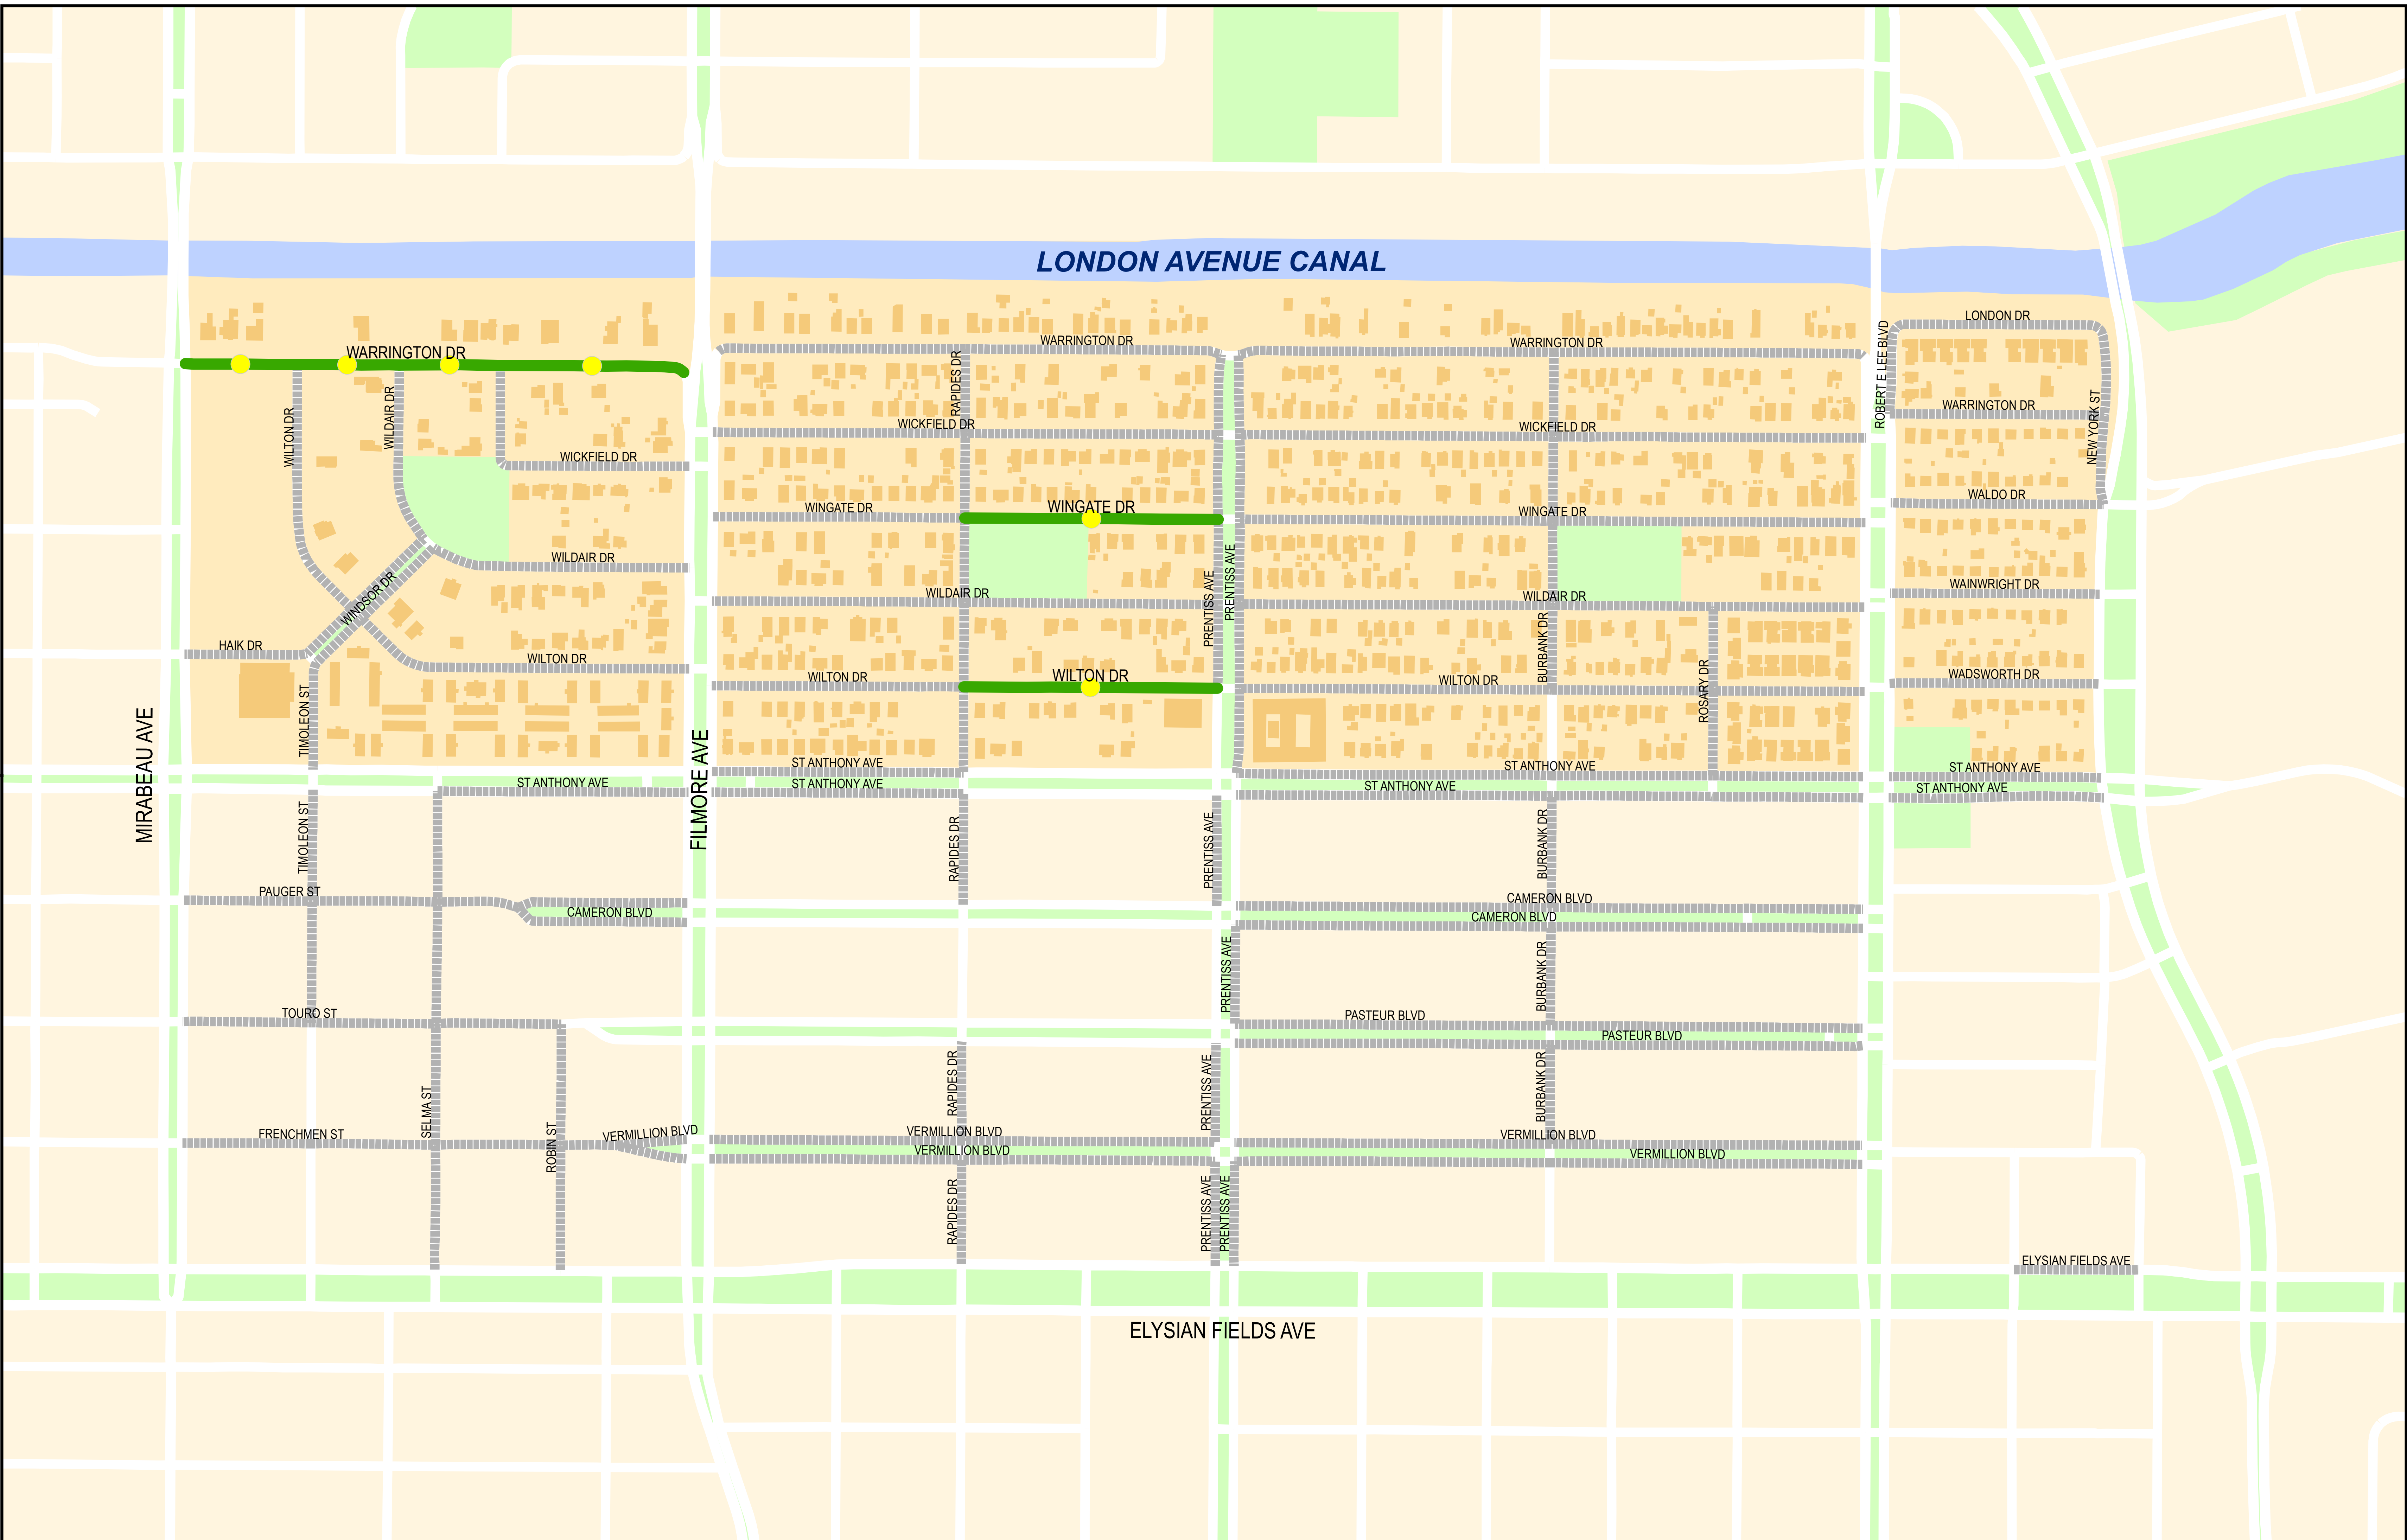 LONDON AVENUE CANAL
LONDON DR
WARRINGTON DR
WARRINGTON DR
WARRINGTON DR
ROBERT E LEE BLVD
RAPIDES DR
WILTON DR
WILDAIR DR
WARRINGTON DR
NEW YORK ST
WICKFIELD DR
WICKFIELD DR
WICKFIELD DR
WALDO DR
WINGATE DR
WINGATE DR
WINGATE DR
WILDAIR DR
WINDSOR DR
WILDAIR DR
PRENTISS AVE
PRENTISS AVE
WILDAIR DR
WAINWRIGHT DR
HAIK DR
WILTON DR
WILTON DR
WILTON DR
WILTON DR
BURBANK DR
ROSARY DR
WADSWORTH DR
TIMOLEON ST
MIRABEAU AVE
FILMORE AVE
ST ANTHONY AVE
ST ANTHONY AVE
ST ANTHONY AVE
ST ANTHONY AVE
ST ANTHONY AVE
ST ANTHONY AVE
ST ANTHONY AVE
TIMOLEON ST
RAPIDES DR
PRENTISS AVE
BURBANK DR
PAUGER ST
CAMERON BLVD
CAMERON BLVD
CAMERON BLVD
PRENTISS AVE
BURBANK DR
TOURO ST
PASTEUR BLVD
PASTEUR BLVD
SELMA ST
RAPIDES DR
PRENTISS AVE
BURBANK DR
FRENCHMEN ST
ROBIN ST
VERMILLION BLVD
VERMILLION BLVD
VERMILLION BLVD
VERMILLION BLVD
VERMILLION BLVD
RAPIDES DR
PRENTISS AVE
PRENTISS AVE
ELYSIAN FIELDS AVE
ELYSIAN FIELDS AVE